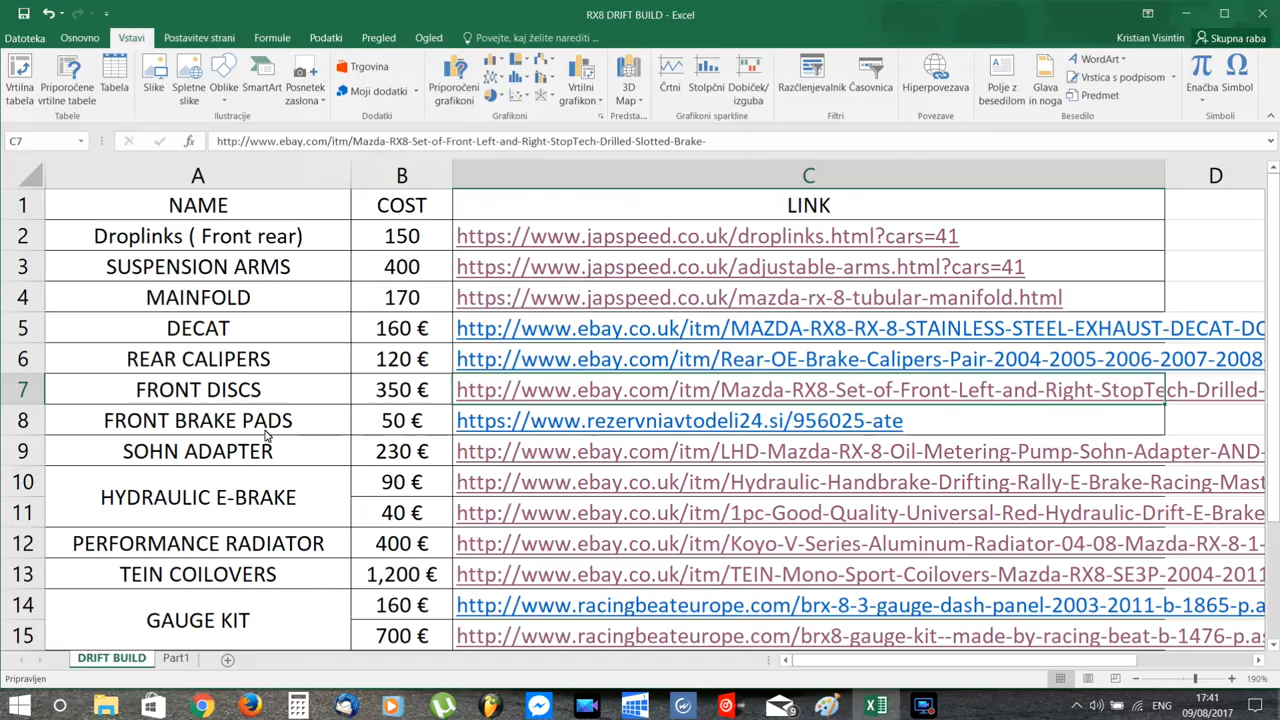 RX8 DRIFT BUILD - Excel
Datoteka Osnovno Vstavi Postavitev strani Formule Podatki Pregled Ogled Povejte, kaj želite narediti ... Kristian Visintin Skupna raba
Vrtilna tabela
Priporočene vrtilne tabele
Tabela
Slike
Spletne slike
Oblike
SmartArt
Posnetek zaslona
Trgovina
Moji dodatki
Priporočeni grafikoni
Vrtilni grafikon
3D Map
Črtni
Stolpčni
Dobiček/izguba
Razčlenjevalnik
Časovnica
Hiperpovezava
Polje z besedilom
Glava in noga
WordArt
Vrstica s podpisom
Predmet
Enačba
Simbol
Tabele Ilustracije Dodatki Grafikoni Predsta... Grafikoni sparkline Filtri Povezave Besedilo Simboli
C7 fx http://www.ebay.com/itm/Mazda-RX8-Set-of-Front-Left-and-Right-StopTech-Drilled-Slotted-Brake-
A B C D
1 NAME COST LINK
2 Droplinks ( Front rear) 150 https://www.japspeed.co.uk/droplinks.html?cars=41
3 SUSPENSION ARMS 400 https://www.japspeed.co.uk/adjustable-arms.html?cars=41
4 MAINFOLD 170 https://www.japspeed.co.uk/mazda-rx-8-tubular-manifold.html
5 DECAT 160 € http://www.ebay.co.uk/itm/MAZDA-RX8-RX-8-STAINLESS-STEEL-EXHAUST-DECAT-DO
6 REAR CALIPERS 120 € http://www.ebay.com/itm/Rear-OE-Brake-Calipers-Pair-2004-2005-2006-2007-2008
7 FRONT DISCS 350 € http://www.ebay.com/itm/Mazda-RX8-Set-of-Front-Left-and-Right-StopTech-Drilled-
8 FRONT BRAKE PADS 50 € https://www.rezervniavtodeli24.si/956025-ate
9 SOHN ADAPTER 230 € http://www.ebay.com/itm/LHD-Mazda-RX-8-Oil-Metering-Pump-Sohn-Adapter-AND-
10 HYDRAULIC E-BRAKE 90 € http://www.ebay.com/itm/Hydraulic-Handbrake-Drifting-Rally-E-Brake-Racing-Mast
11 40 € http://www.ebay.com/itm/1pc-Good-Quality-Universal-Red-Hydraulic-Drift-E-Brake
12 PERFORMANCE RADIATOR 400 € http://www.ebay.com/itm/Koyo-V-Series-Aluminum-Radiator-04-08-Mazda-RX-8-1-
13 TEIN COILOVERS 1,200 € http://www.ebay.com/itm/TEIN-Mono-Sport-Coilovers-Mazda-RX8-SE3P-2004-2011
14 GAUGE KIT 160 € http://www.racingbeateurope.com/brx-8-3-gauge-dash-panel-2003-2011-b-1865-p.a
15 700 € http://www.racingbeateurope.com/brx8-gauge-kit--made-by-racing-beat-b-1476-p.as
DRIFT BUILD Part1
Pripravljen 190%
ENG 17:41
09/08/2017